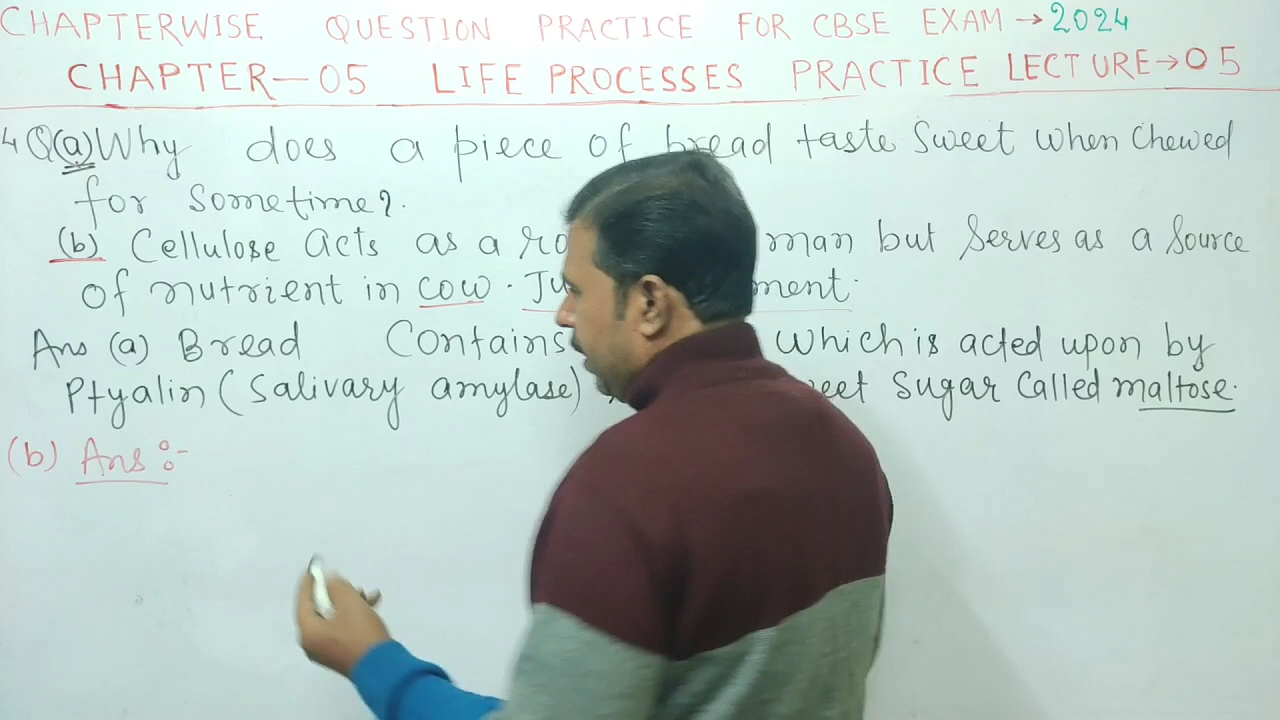 CHAPTERWISE QUESTION PRACTICE FOR CBSE EXAM → 2024
CHAPTER—05 LIFE PROCESSES PRACTICE LECTURE → 05
4 Q(a) Why does a piece of bread taste sweet when chewed
for sometime?
(b) Cellulose acts as a man but serves as a source
of nutrient in cow.
Ans (a) Bread Contains which is acted upon by
Ptyalin (Salivary amylase) sugar called maltose.
(b) Ans :-